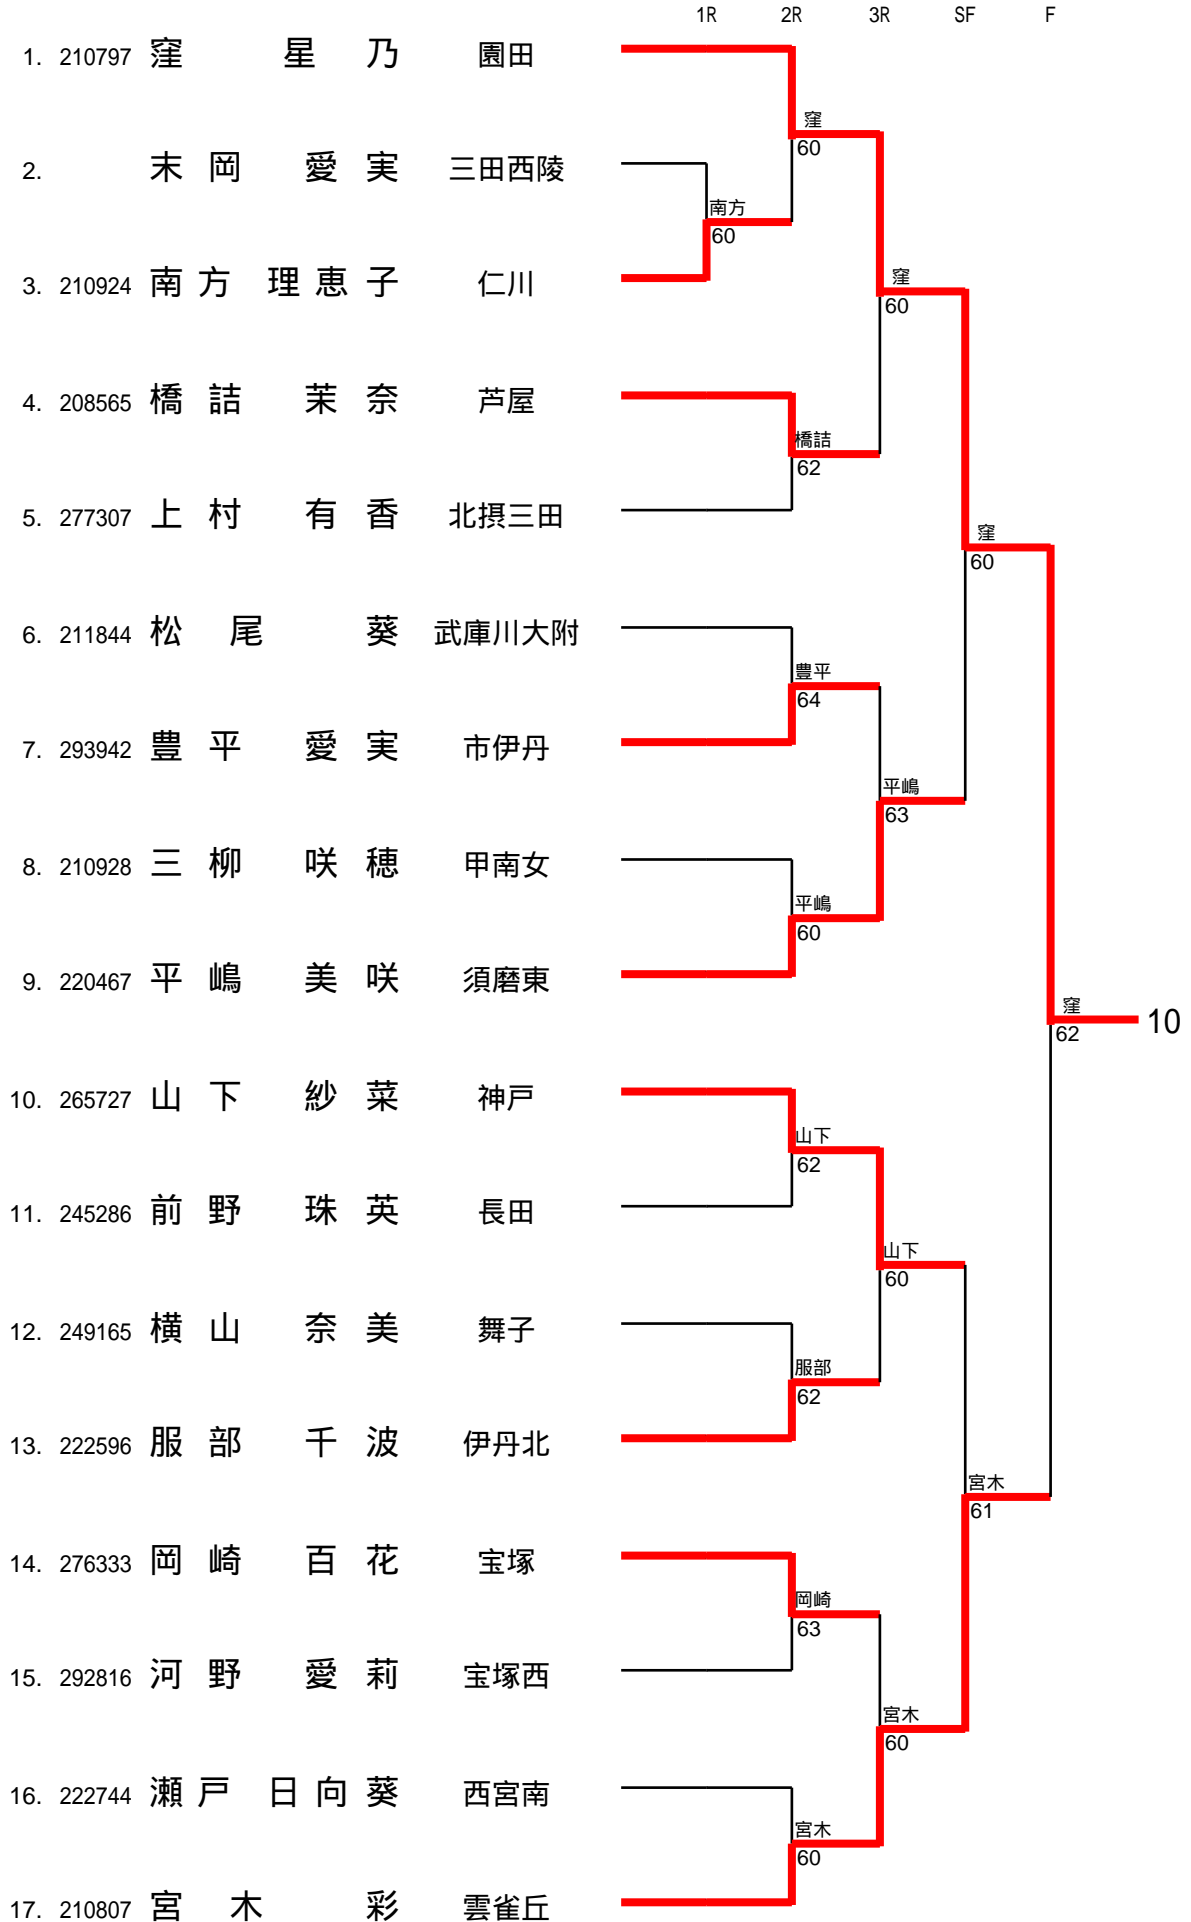 1R 2R 3R SF F
1. 210797 窪 星乃 園田
窪
60
2. 末岡 愛実 三田西陵
南方
60
3. 210924 南方 理恵子 仁川
窪
60
4. 208565 橋詰 茉奈 芦屋
橋詰
62
5. 277307 上村 有香 北摂三田
窪
60
6. 211844 松尾 葵 武庫川大附
豊平
64
7. 293942 豊平 愛実 市伊丹
平嶋
63
8. 210928 三柳 咲穂 甲南女
平嶋
60
9. 220467 平嶋 美咲 須磨東
窪
62
10
10. 265727 山下 紗菜 神戸
山下
62
11. 245286 前野 珠英 長田
山下
60
12. 249165 横山 奈美 舞子
服部
62
13. 222596 服部 千波 伊丹北
宮木
61
14. 276333 岡崎 百花 宝塚
岡崎
63
15. 292816 河野 愛莉 宝塚西
宮木
60
16. 222744 瀬戸 日向葵 西宮南
宮木
60
17. 210807 宮木 彩 雲雀丘